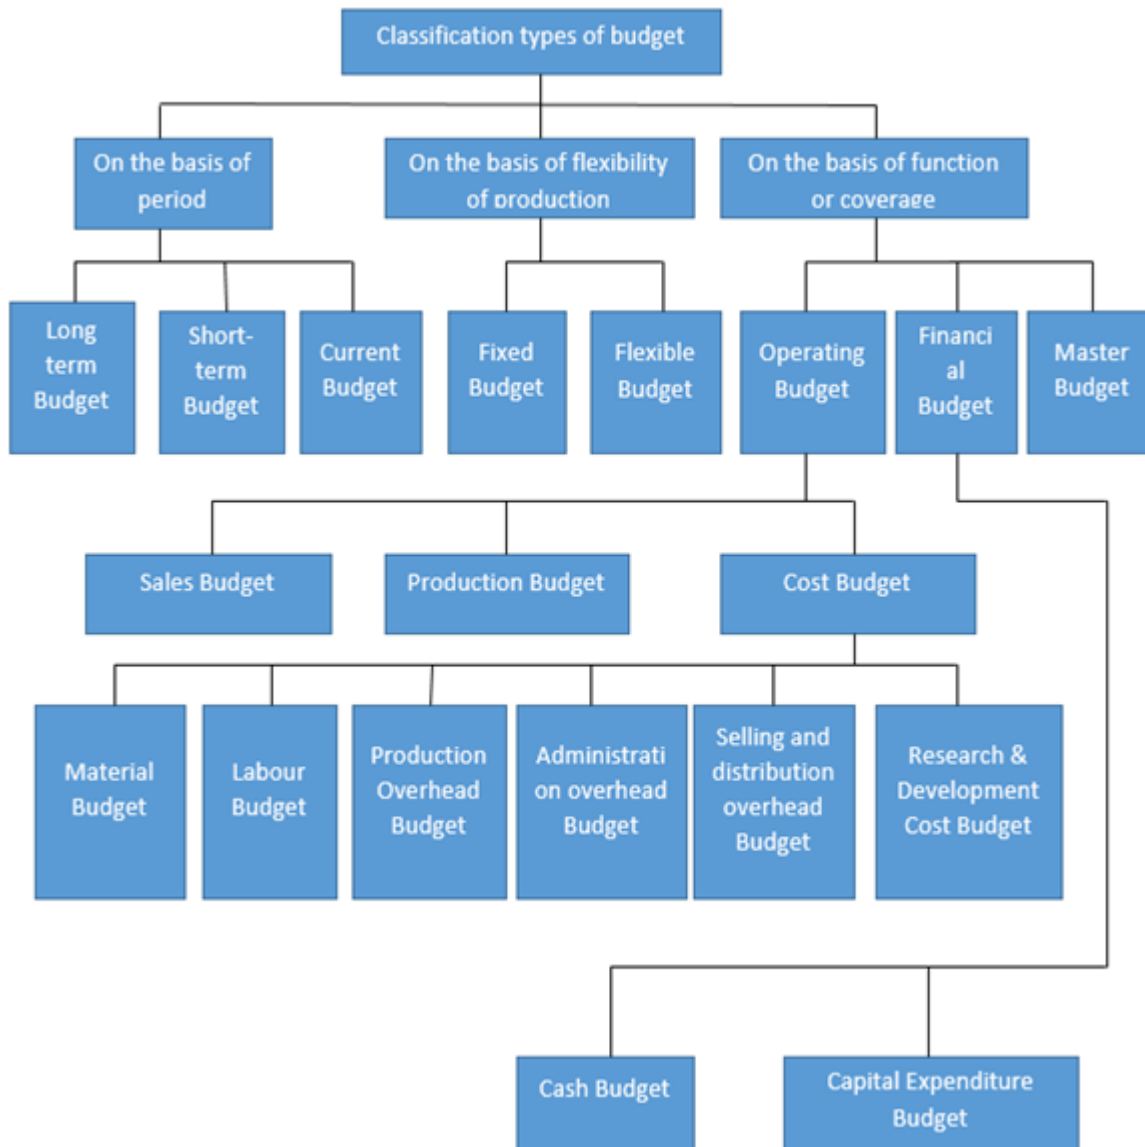 Classification types of budget
On the basis of
period
On the basis of flexibility
of production
On the basis of function
or coverage
Long
term
Budget
Short-
term
Budget
Current
Budget
Fixed
Budget
Flexible
Budget
Operating
Budget
Financi
al
Budget
Master
Budget
Sales Budget
Production Budget
Cost Budget
Material
Budget
Labour
Budget
Production
Overhead
Budget
Administrati
on overhead
Budget
Selling and
distribution
overhead
Budget
Research &
Development
Cost Budget
Cash Budget
Capital Expenditure
Budget